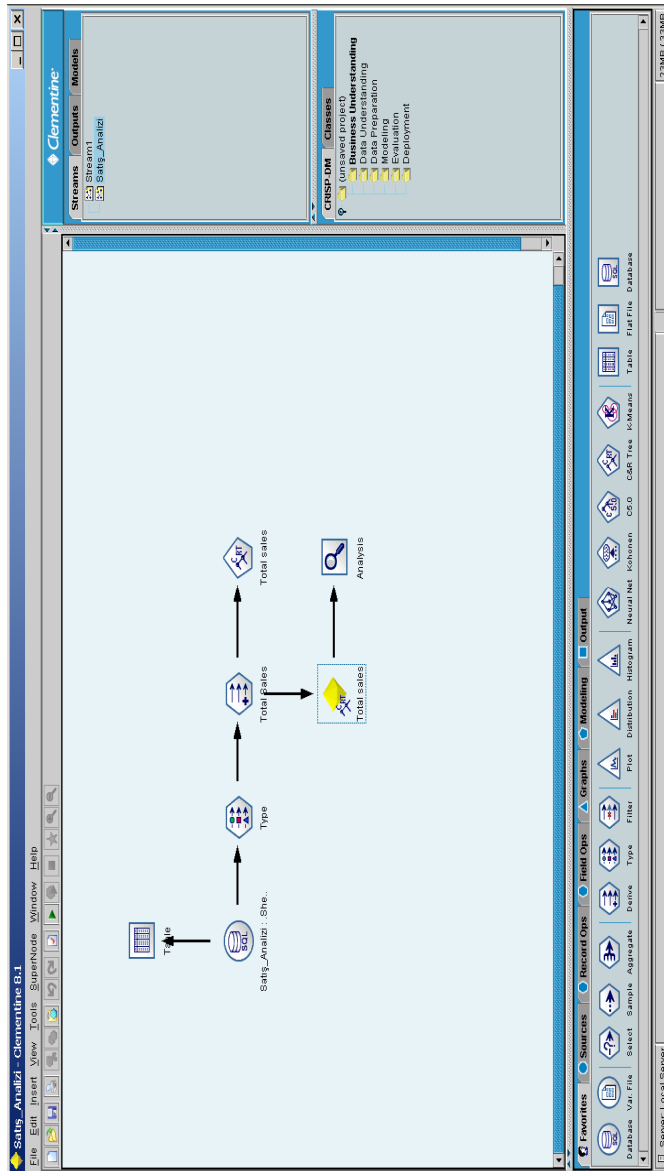 Satış_Analizi - Clementine 8.1
File Edit Insert View Tools SuperNode Window Help
Table
Satış_Analizi : She..
Type
Total Sales
Total sales
Total sales
Analysis
Clementine
Streams Outputs Models
Stream1
Satış_Analizi
CRISP-DM Classes
(unsaved project)
Business Understanding
Data Understanding
Data Preparation
Modeling
Evaluation
Deployment
Favorites Sources Record Ops Field Ops Graphs Modeling Output
Database Var. File Select Sample Aggregate Derive Type Filter Plot Distribution Histogram Neural Net Kohonen C5.0 C&R Tree K-Means Table Flat File Database
Server: Local Server